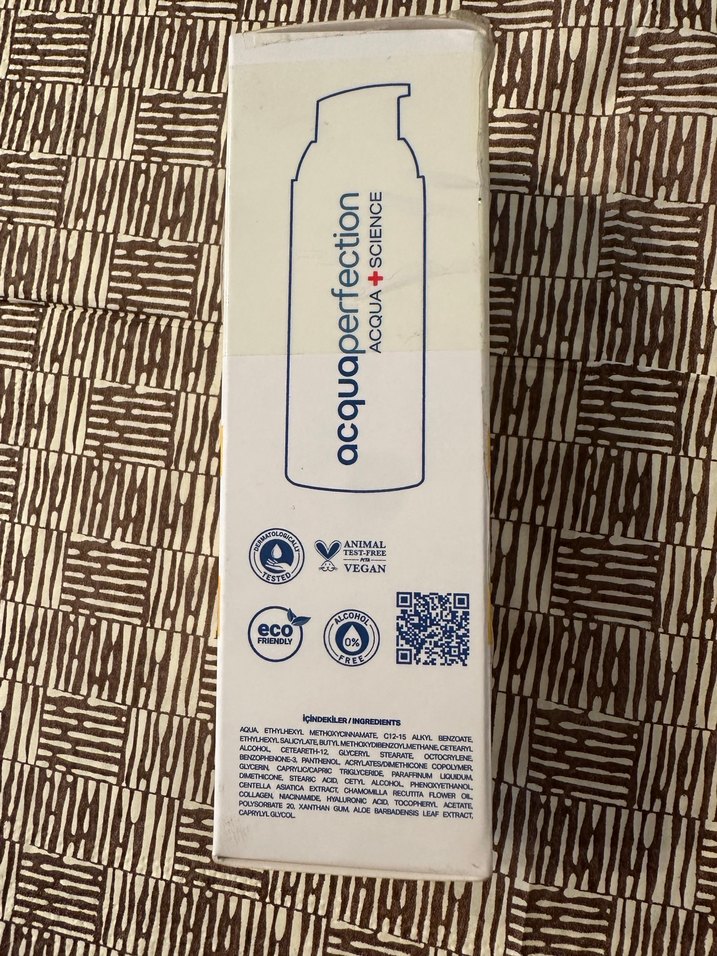 acquaperfection
ACQUA + SCIENCE
DERMATOLOGICALLY
TESTED
ANIMAL
TEST-FREE
PETA
VEGAN
eco
FRIENDLY
ALCOHOL
0%
FREE
İÇİNDEKİLER / INGREDIENTS
AQUA, ETHYLHEXYL METHOXYCINNAMATE, C12-15 ALKYL BENZOATE,
ETHYLHEXYL SALICYLATE, BUTYL METHOXYDIBENZOYLMETHANE, CETEARYL
ALCOHOL, CETEARETH-12, GLYCERYL STEARATE, OCTOCRYLENE,
BENZOPHENONE-3, PANTHENOL, ACRYLATES/DIMETHICONE COPOLYMER,
GLYCERIN, CAPRYLIC/CAPRIC TRIGLYCERIDE, PARAFFINUM LIQUIDUM,
DIMETHICONE, STEARIC ACID, CETYL ALCOHOL, PHENOXYETHANOL,
CENTELLA ASIATICA EXTRACT, CHAMOMILLA RECUTITA FLOWER OIL,
COLLAGEN, NIACINAMIDE, HYALURONIC ACID, TOCOPHERYL ACETATE,
POLYSORBATE 20, XANTHAN GUM, ALOE BARBADENSIS LEAF EXTRACT,
CAPRYLYL GLYCOL.